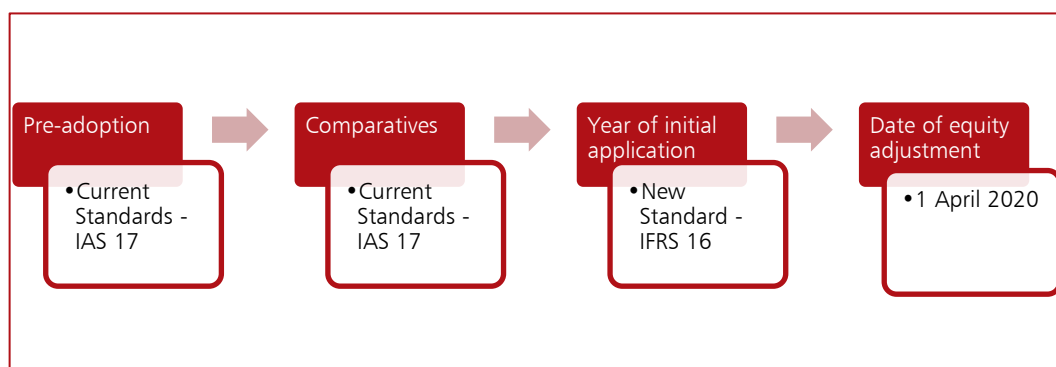 Pre-adoption
•Current
Standards -
IAS 17
Comparatives
•Current
Standards -
IAS 17
Year of initial
application
•New
Standard -
IFRS 16
Date of equity
adjustment
•1 April 2020